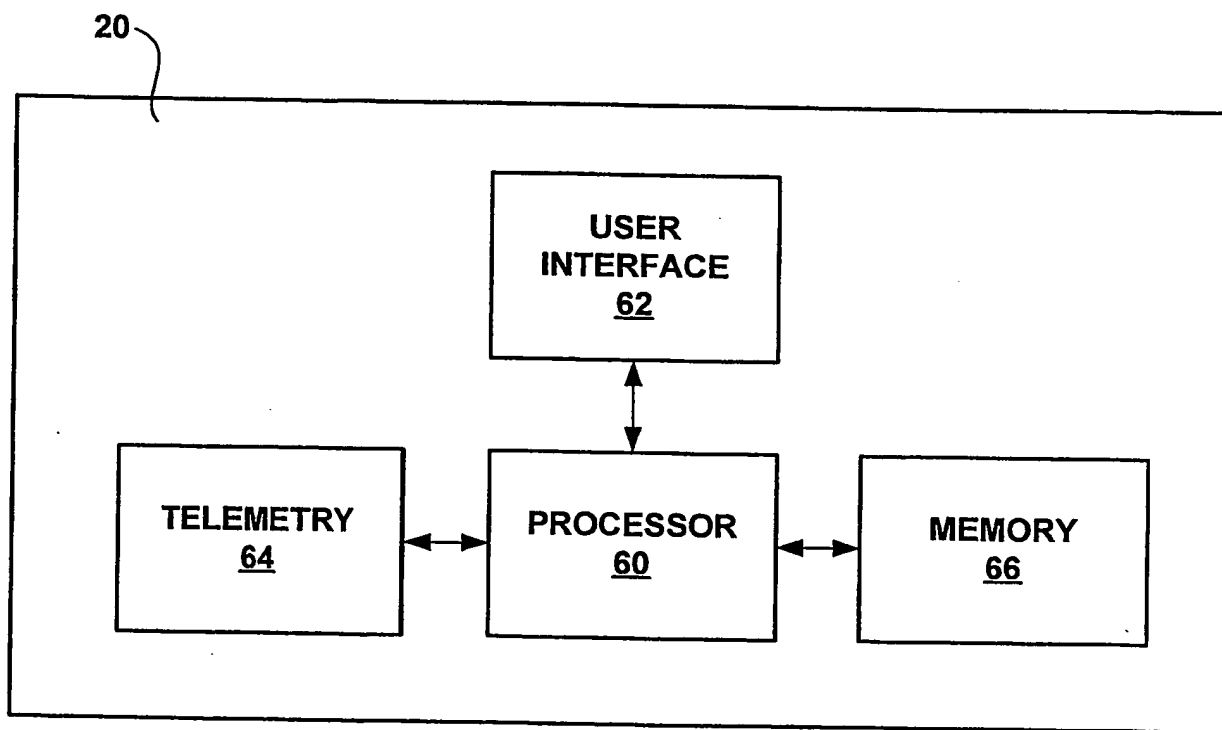 20
USER
INTERFACE
62
TELEMETRY
64
PROCESSOR
60
MEMORY
66